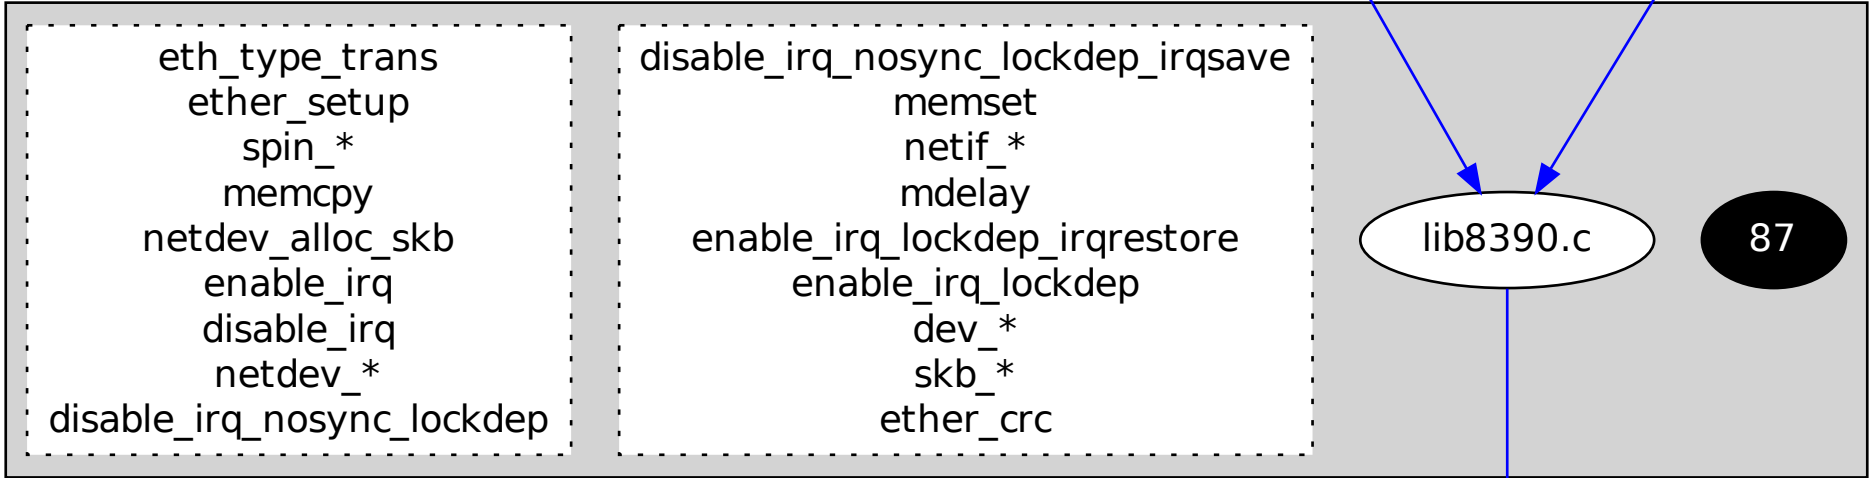 eth_type_trans
ether_setup
spin_*
memcpy
netdev_alloc_skb
enable_irq
disable_irq
netdev_*
disable_irq_nosync_lockdep
disable_irq_nosync_lockdep_irqsave
memset
netif_*
mdelay
enable_irq_lockdep_irqrestore
enable_irq_lockdep
dev_*
skb_*
ether_crc
lib8390.c
87